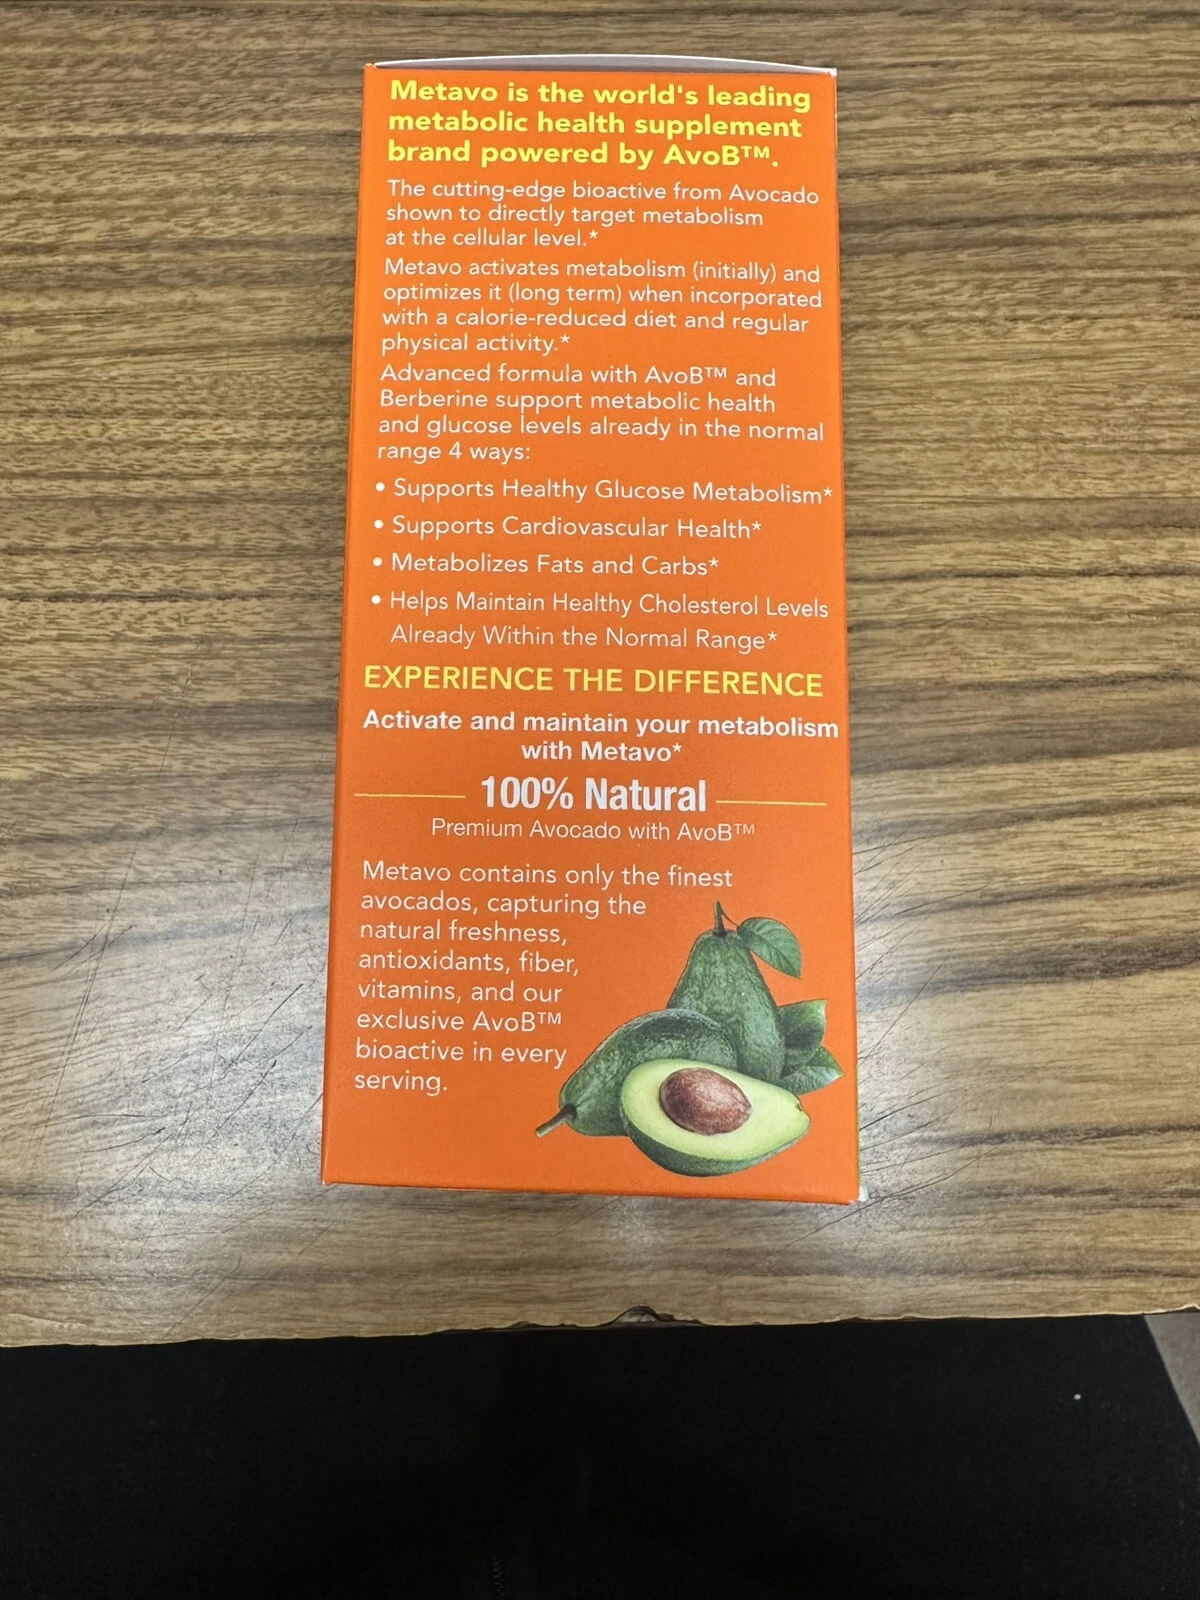 Metavo is the world's leading
metabolic health supplement
brand powered by AvoB™.
The cutting-edge bioactive from Avocado
shown to directly target metabolism
at the cellular level.*
Metavo activates metabolism (initially) and
optimizes it (long term) when incorporated
with a calorie-reduced diet and regular
physical activity.*
Advanced formula with AvoB™ and
Berberine support metabolic health
and glucose levels already in the normal
range 4 ways:
• Supports Healthy Glucose Metabolism*
• Supports Cardiovascular Health*
• Metabolizes Fats and Carbs*
• Helps Maintain Healthy Cholesterol Levels
Already Within the Normal Range*
EXPERIENCE THE DIFFERENCE
Activate and maintain your metabolism
with Metavo*
100% Natural
Premium Avocado with AvoB™
Metavo contains only the finest
avocados, capturing the
natural freshness,
antioxidants, fiber,
vitamins, and our
exclusive AvoB™
bioactive in every
serving.